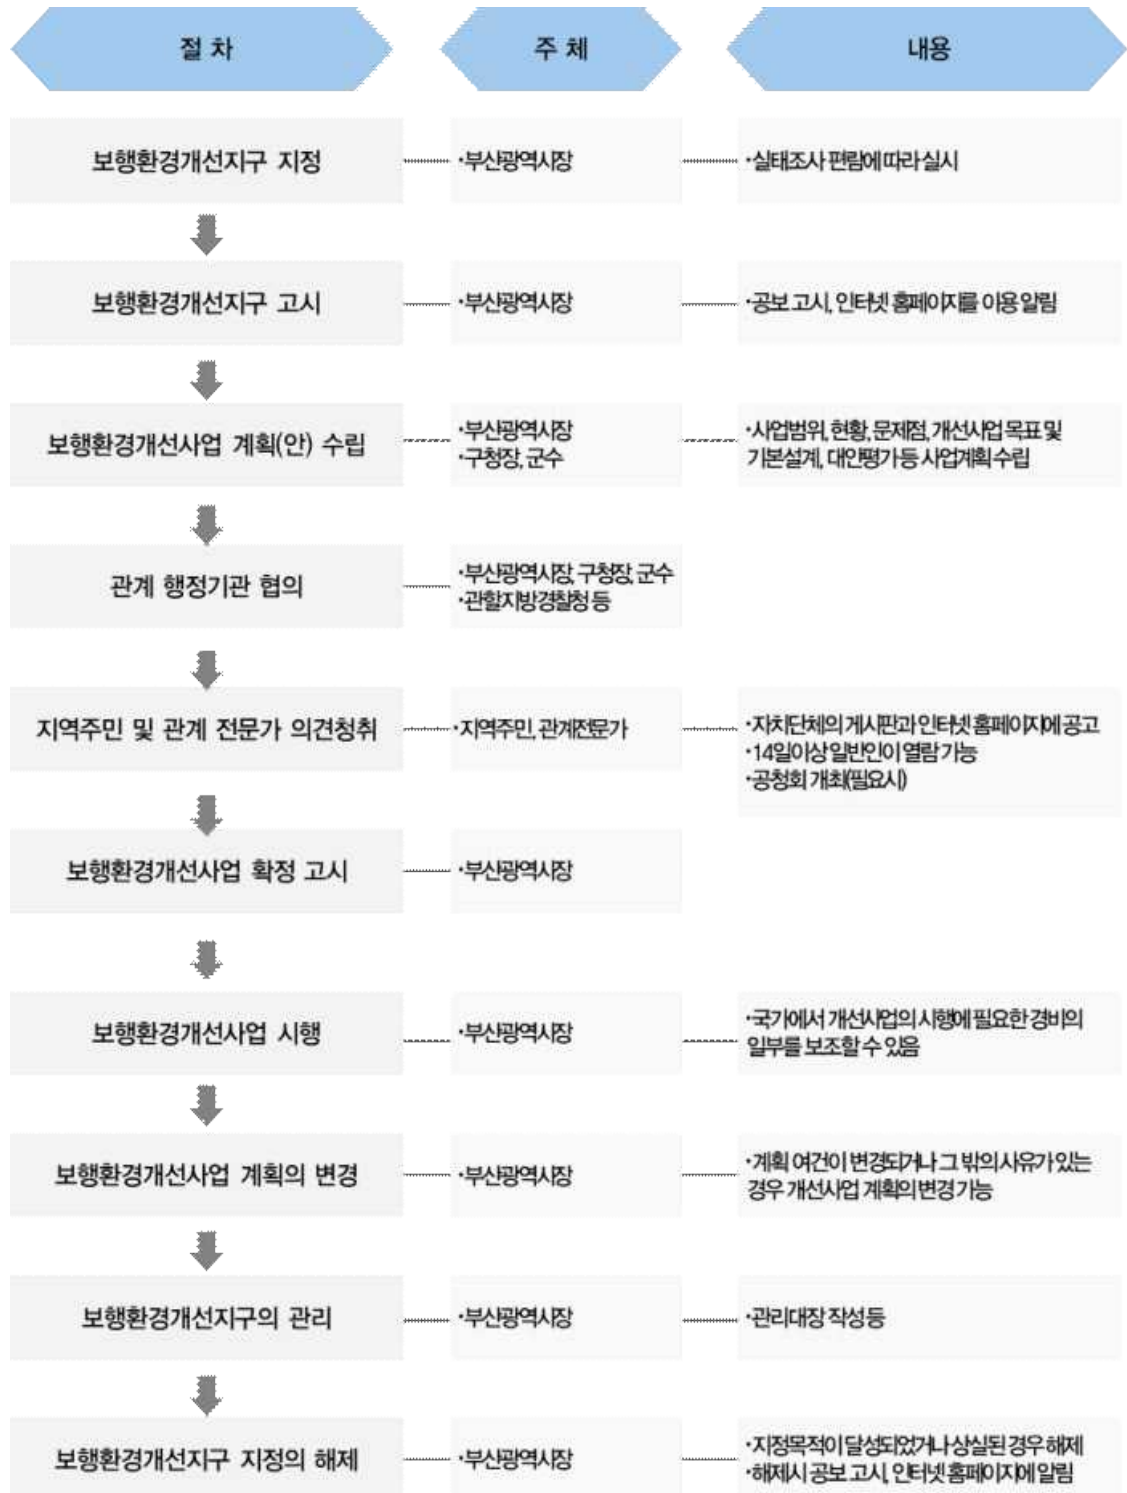 절 차
주 체
내용
보행환경개선지구 지정
·부산광역시장
·실태조사 편람에 따라 실시
보행환경개선지구 고시
·부산광역시장
·공보 고시, 인터넷 홈페이지를 이용 알림
보행환경개선사업 계획(안) 수립
·부산광역시장
·구청장, 군수
·사업범위, 현황, 문제점, 개선사업 목표 및
기본설계, 대안평가 등 사업계획 수립
관계 행정기관 협의
·부산광역시장, 구청장, 군수
·관할지방경찰청 등
지역주민 및 관계 전문가 의견청취
·지역주민, 관계전문가
·자치단체의 게시판과 인터넷 홈페이지에 공고
·14일이상 일반인이 열람 가능
·공청회 개최(필요시)
보행환경개선사업 확정 고시
·부산광역시장
보행환경개선사업 시행
·부산광역시장
·국가에서 개선사업의 시행에 필요한 경비의
일부를 보조할 수 있음
보행환경개선사업 계획의 변경
·부산광역시장
·계획 여건이 변경되거나 그 밖의 사유가 있는
경우 개선사업 계획의 변경 가능
보행환경개선지구의 관리
·부산광역시장
·관리대장 작성 등
보행환경개선지구 지정의 해제
·부산광역시장
·지정목적이 달성되었거나 상실된 경우 해제
·해제시 공보 고시, 인터넷 홈페이지에 알림